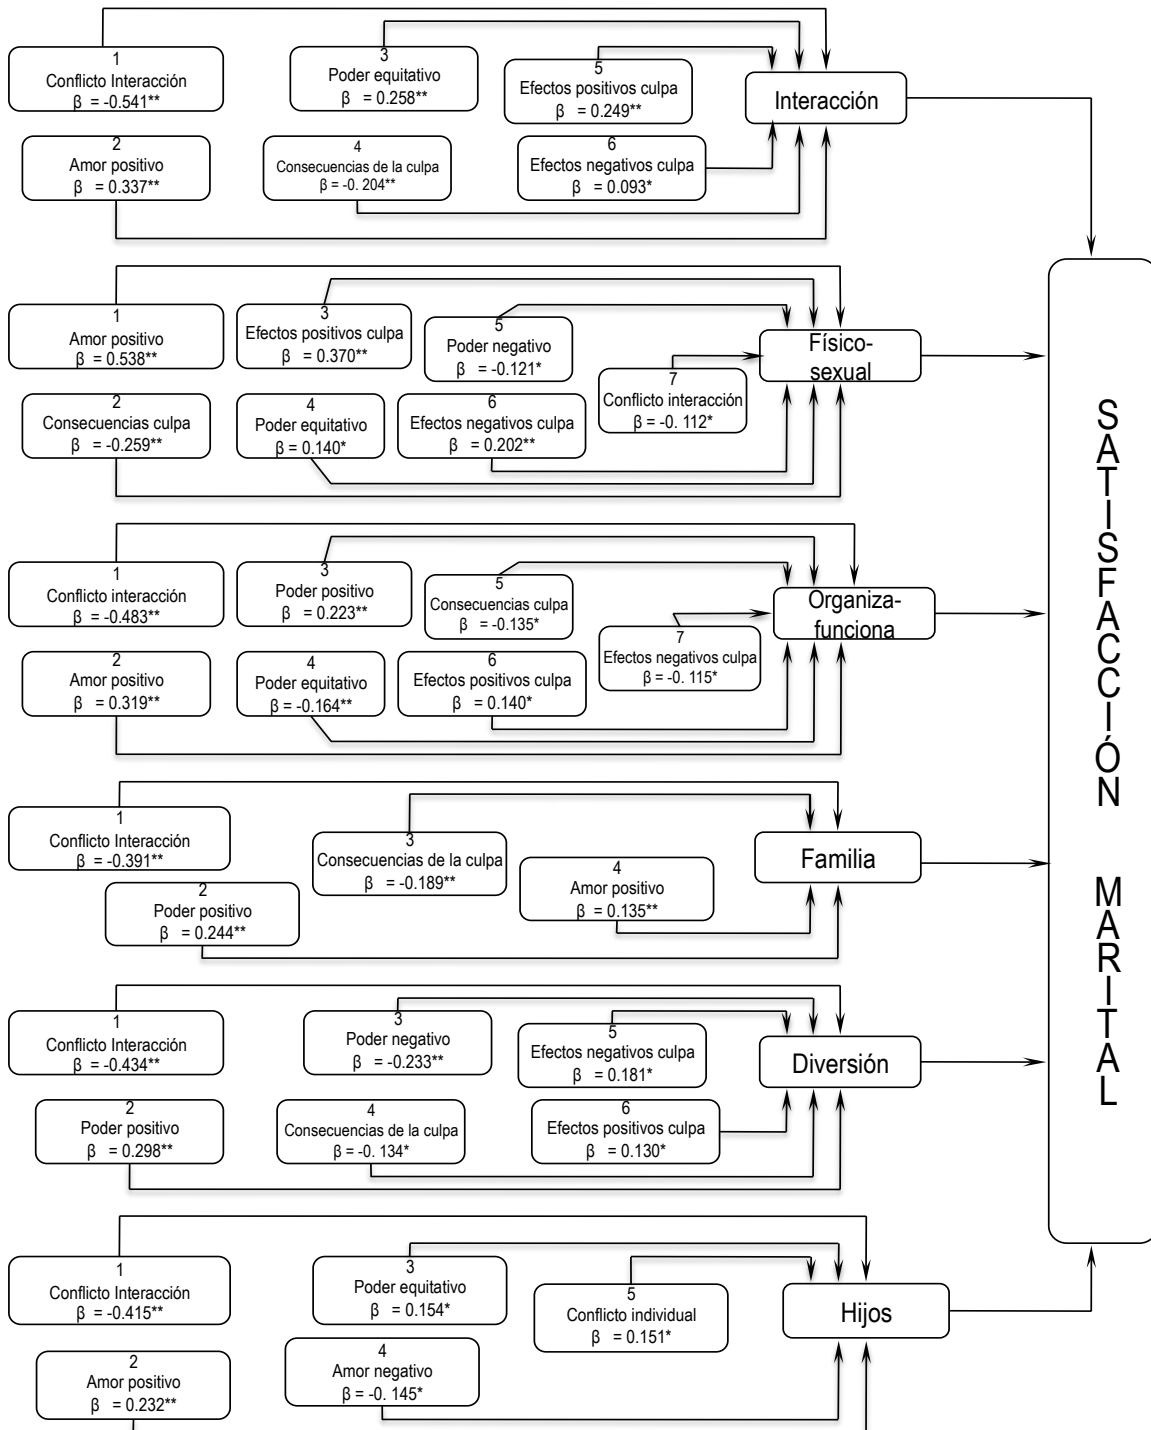 1
Conflicto Interacción
β = -0.541**
2
Amor positivo
β = 0.337**
3
Poder equitativo
β = 0.258**
4
Consecuencias de la culpa
β = -0. 204**
5
Efectos positivos culpa
β = 0.249**
6
Efectos negativos culpa
β = 0.093*
Interacción
1
Amor positivo
β = 0.538**
2
Consecuencias culpa
β = -0.259**
3
Efectos positivos culpa
β = 0.370**
4
Poder equitativo
β = 0.140*
5
Poder negativo
β = -0.121*
6
Efectos negativos culpa
β = 0.202**
7
Conflicto interacción
β = -0. 112*
Físico-
sexual
1
Conflicto interacción
β = -0.483**
2
Amor positivo
β = 0.319**
3
Poder positivo
β = 0.223**
4
Poder equitativo
β = -0.164**
5
Consecuencias culpa
β = -0.135*
6
Efectos positivos culpa
β = 0.140*
7
Efectos negativos culpa
β = -0. 115*
Organiza-
funciona
1
Conflicto Interacción
β = -0.391**
2
Poder positivo
β = 0.244**
3
Consecuencias de la culpa
β = -0.189**
4
Amor positivo
β = 0.135**
Familia
1
Conflicto Interacción
β = -0.434**
2
Poder positivo
β = 0.298**
3
Poder negativo
β = -0.233**
4
Consecuencias de la culpa
β = -0. 134*
5
Efectos negativos culpa
β = 0.181*
6
Efectos positivos culpa
β = 0.130*
Diversión
1
Conflicto Interacción
β = -0.415**
2
Amor positivo
β = 0.232**
3
Poder equitativo
β = 0.154*
4
Amor negativo
β = -0. 145*
5
Conflicto individual
β = 0.151*
Hijos
SATISFACCIÓN MARITAL